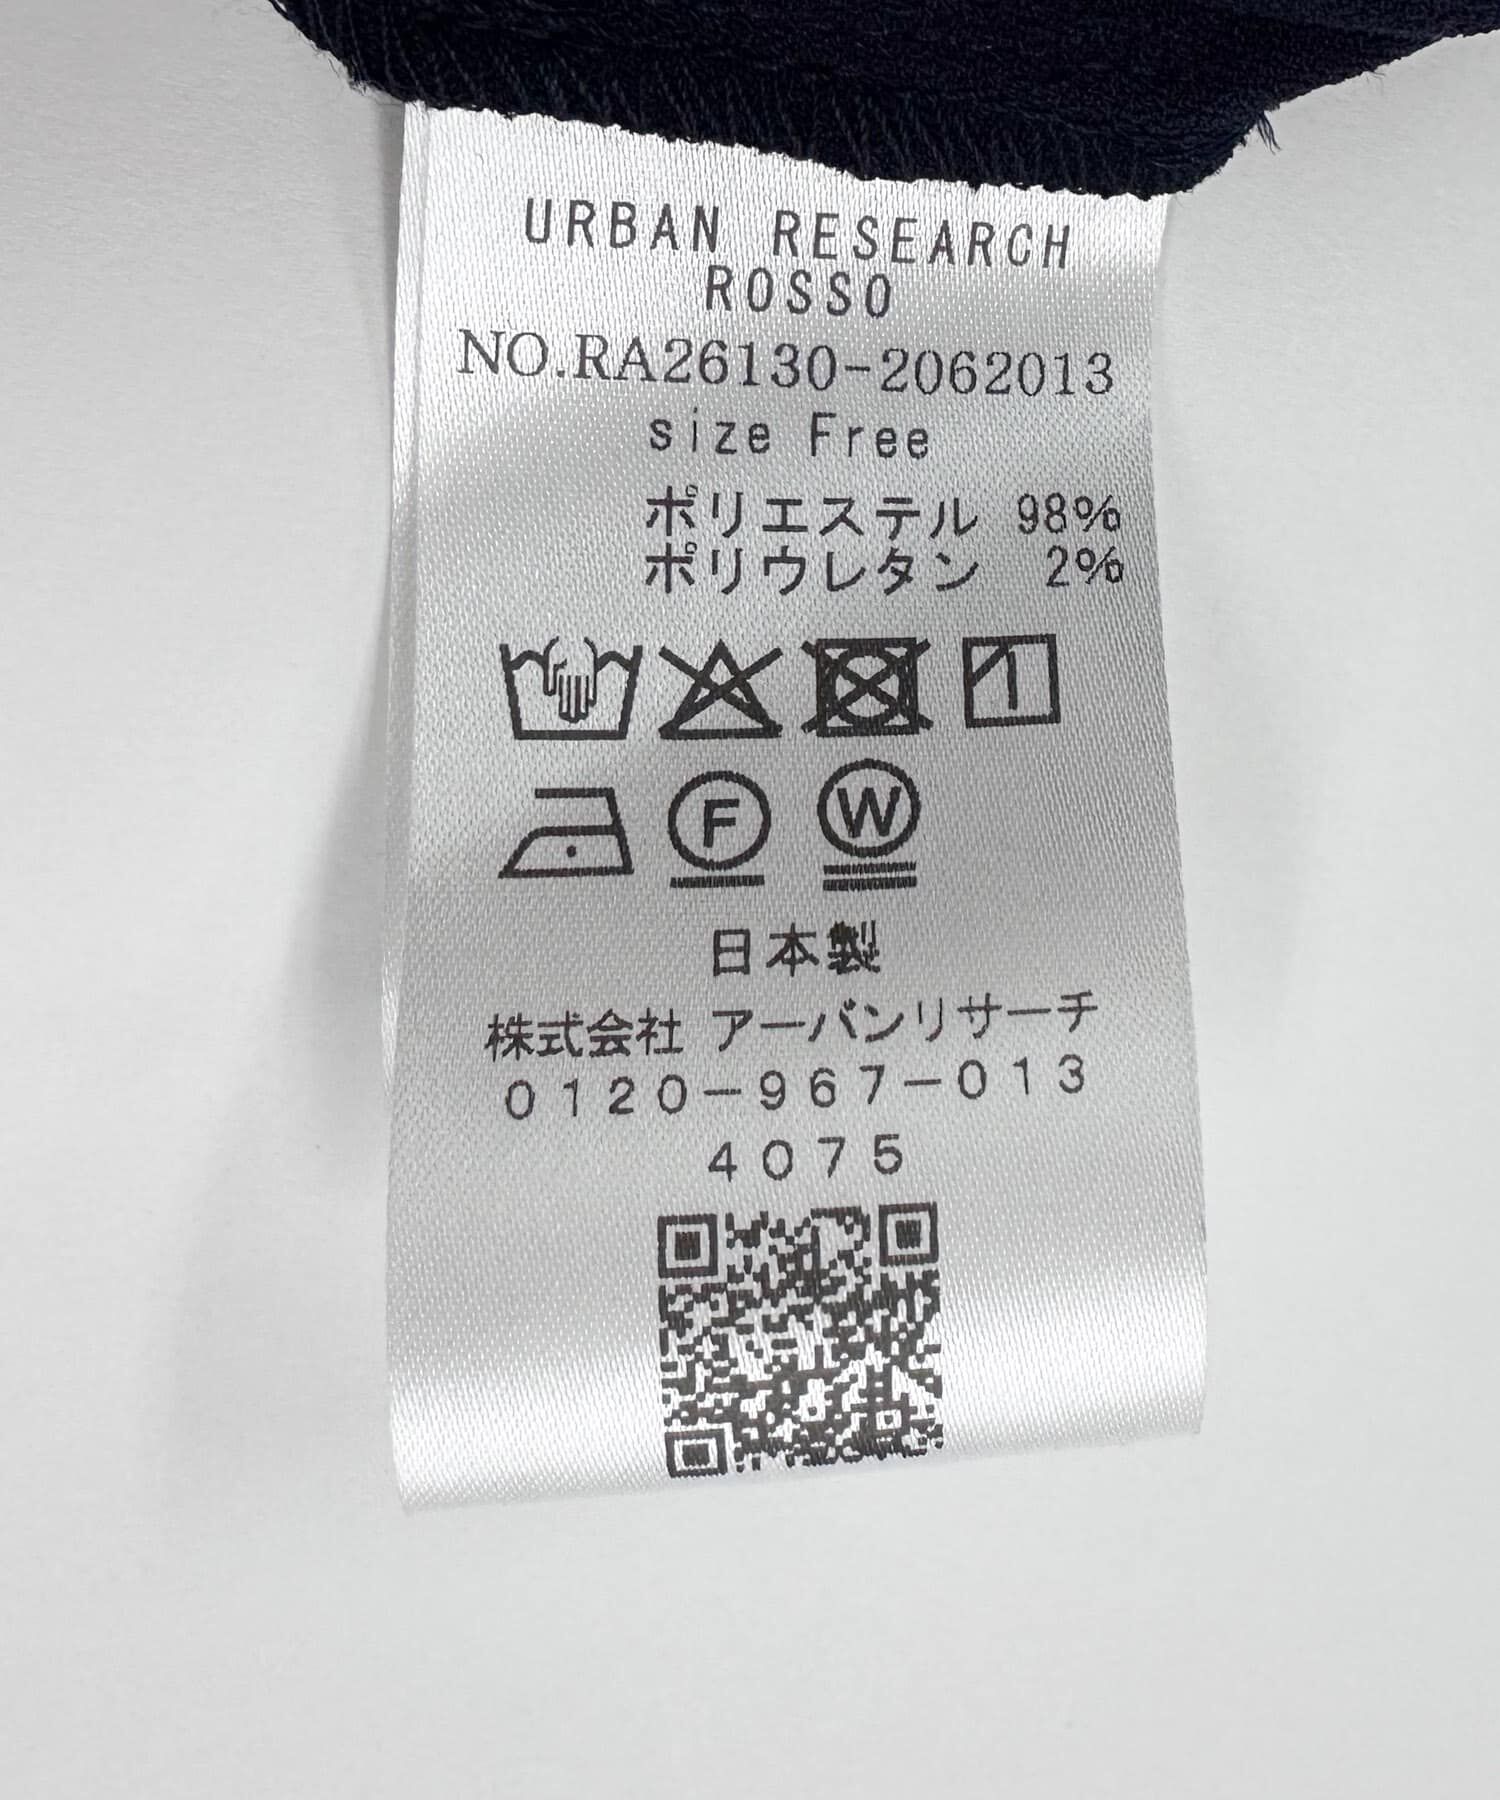 URBAN RESEARCH
ROSSO
NO.RA26130-2062013
size Free
ポリエステル 98%
ポリウレタン 2%
F W
日本製
株式会社 アーバンリサーチ
0120-967-013
4075